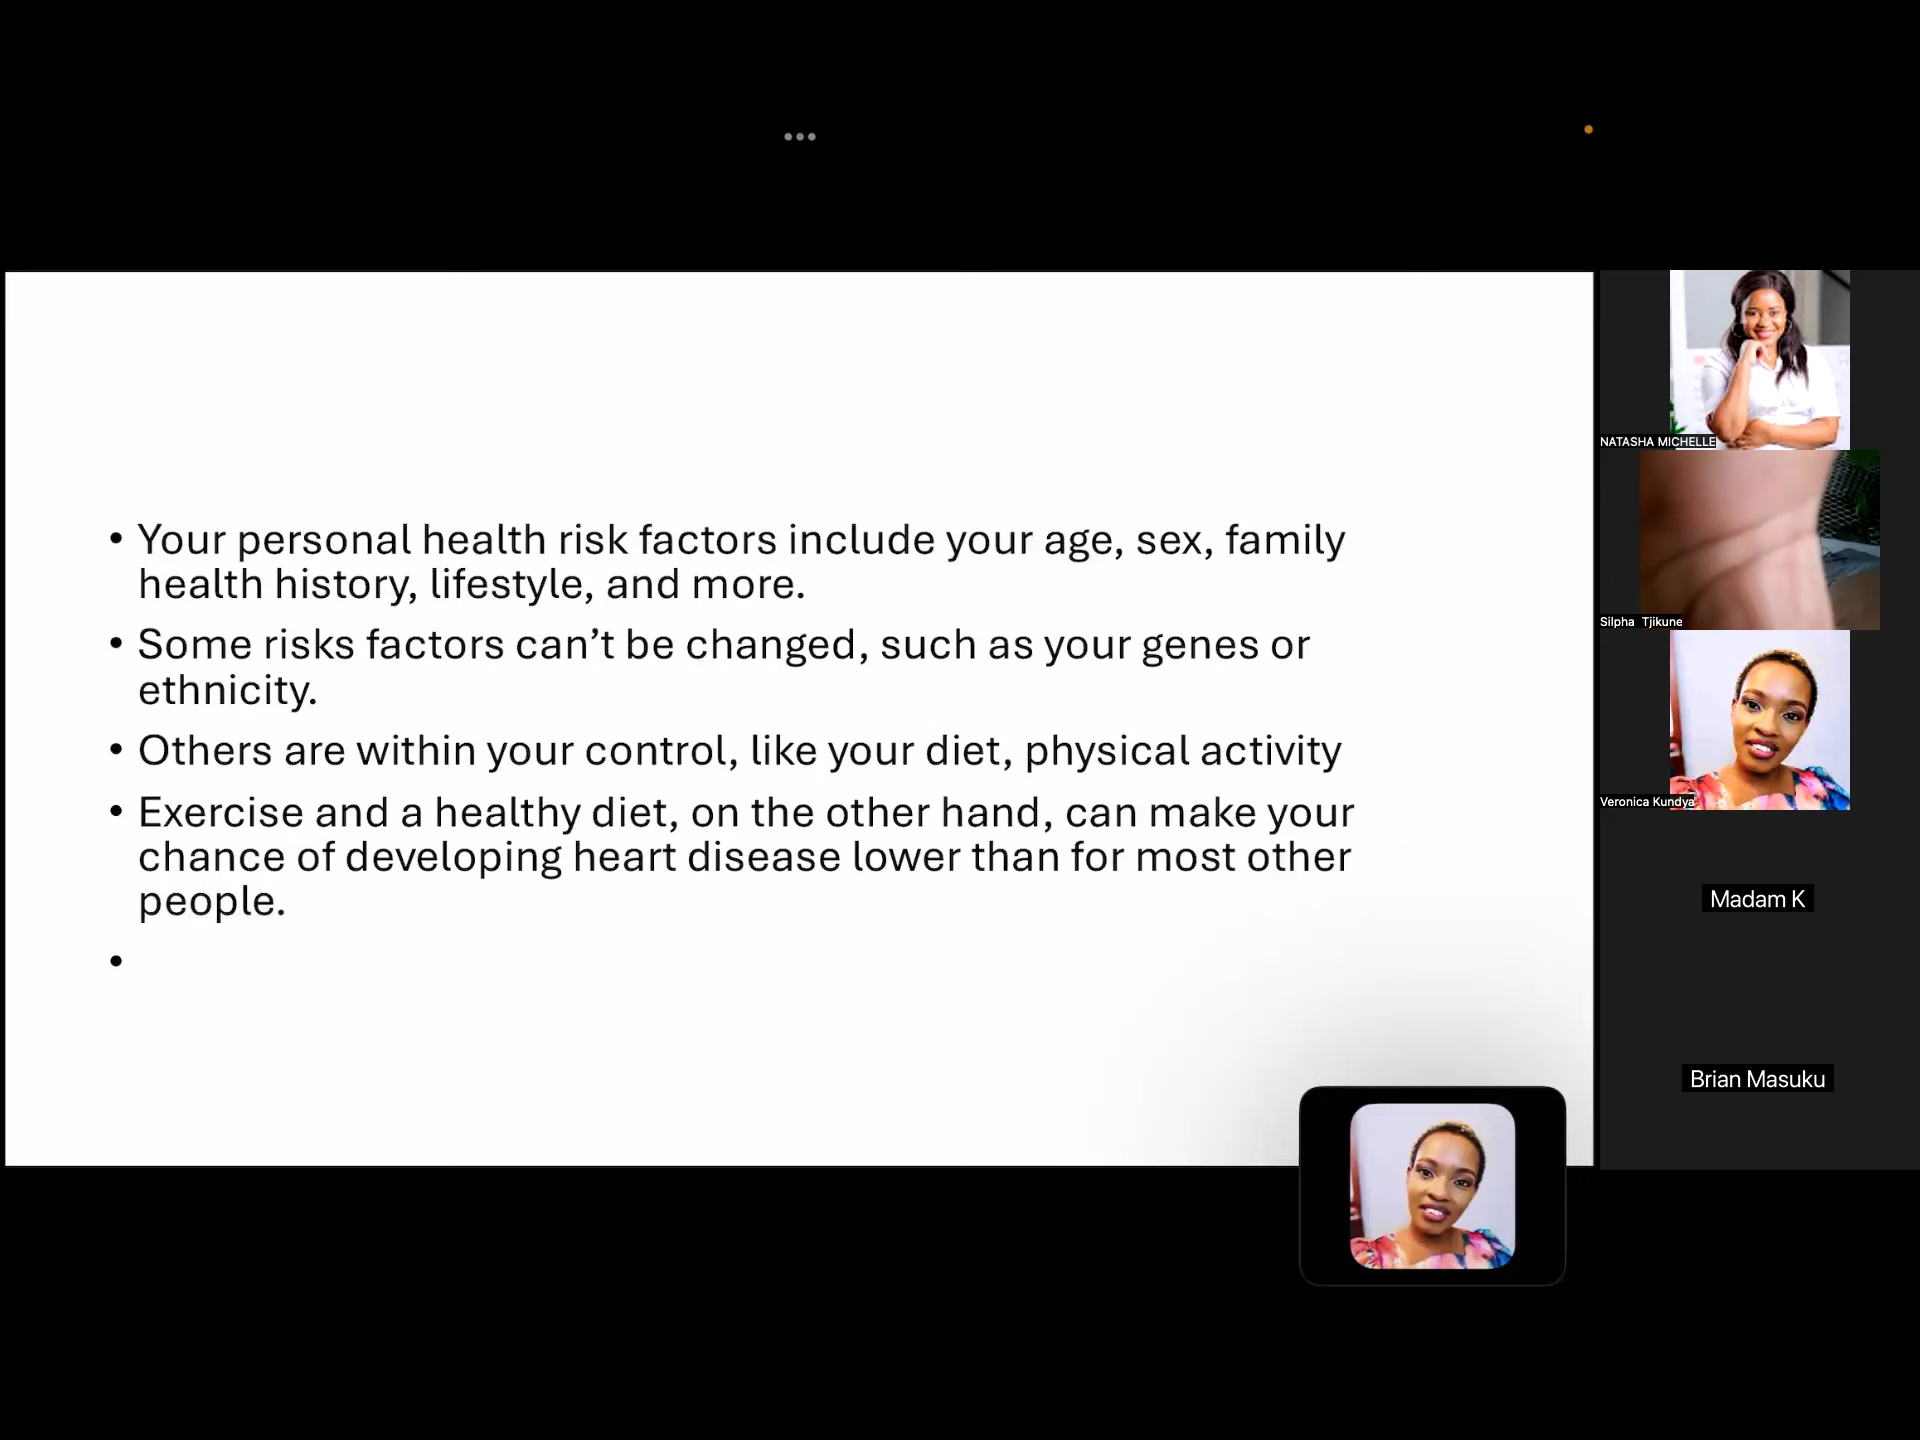 • Your personal health risk factors include your age, sex, family
health history, lifestyle, and more.
• Some risks factors can’t be changed, such as your genes or
ethnicity.
• Others are within your control, like your diet, physical activity
• Exercise and a healthy diet, on the other hand, can make your
chance of developing heart disease lower than for most other
people.
•
NATASHA MICHELLE
Silpha Tjikune
Veronica Kundya
Madam K
Brian Masuku